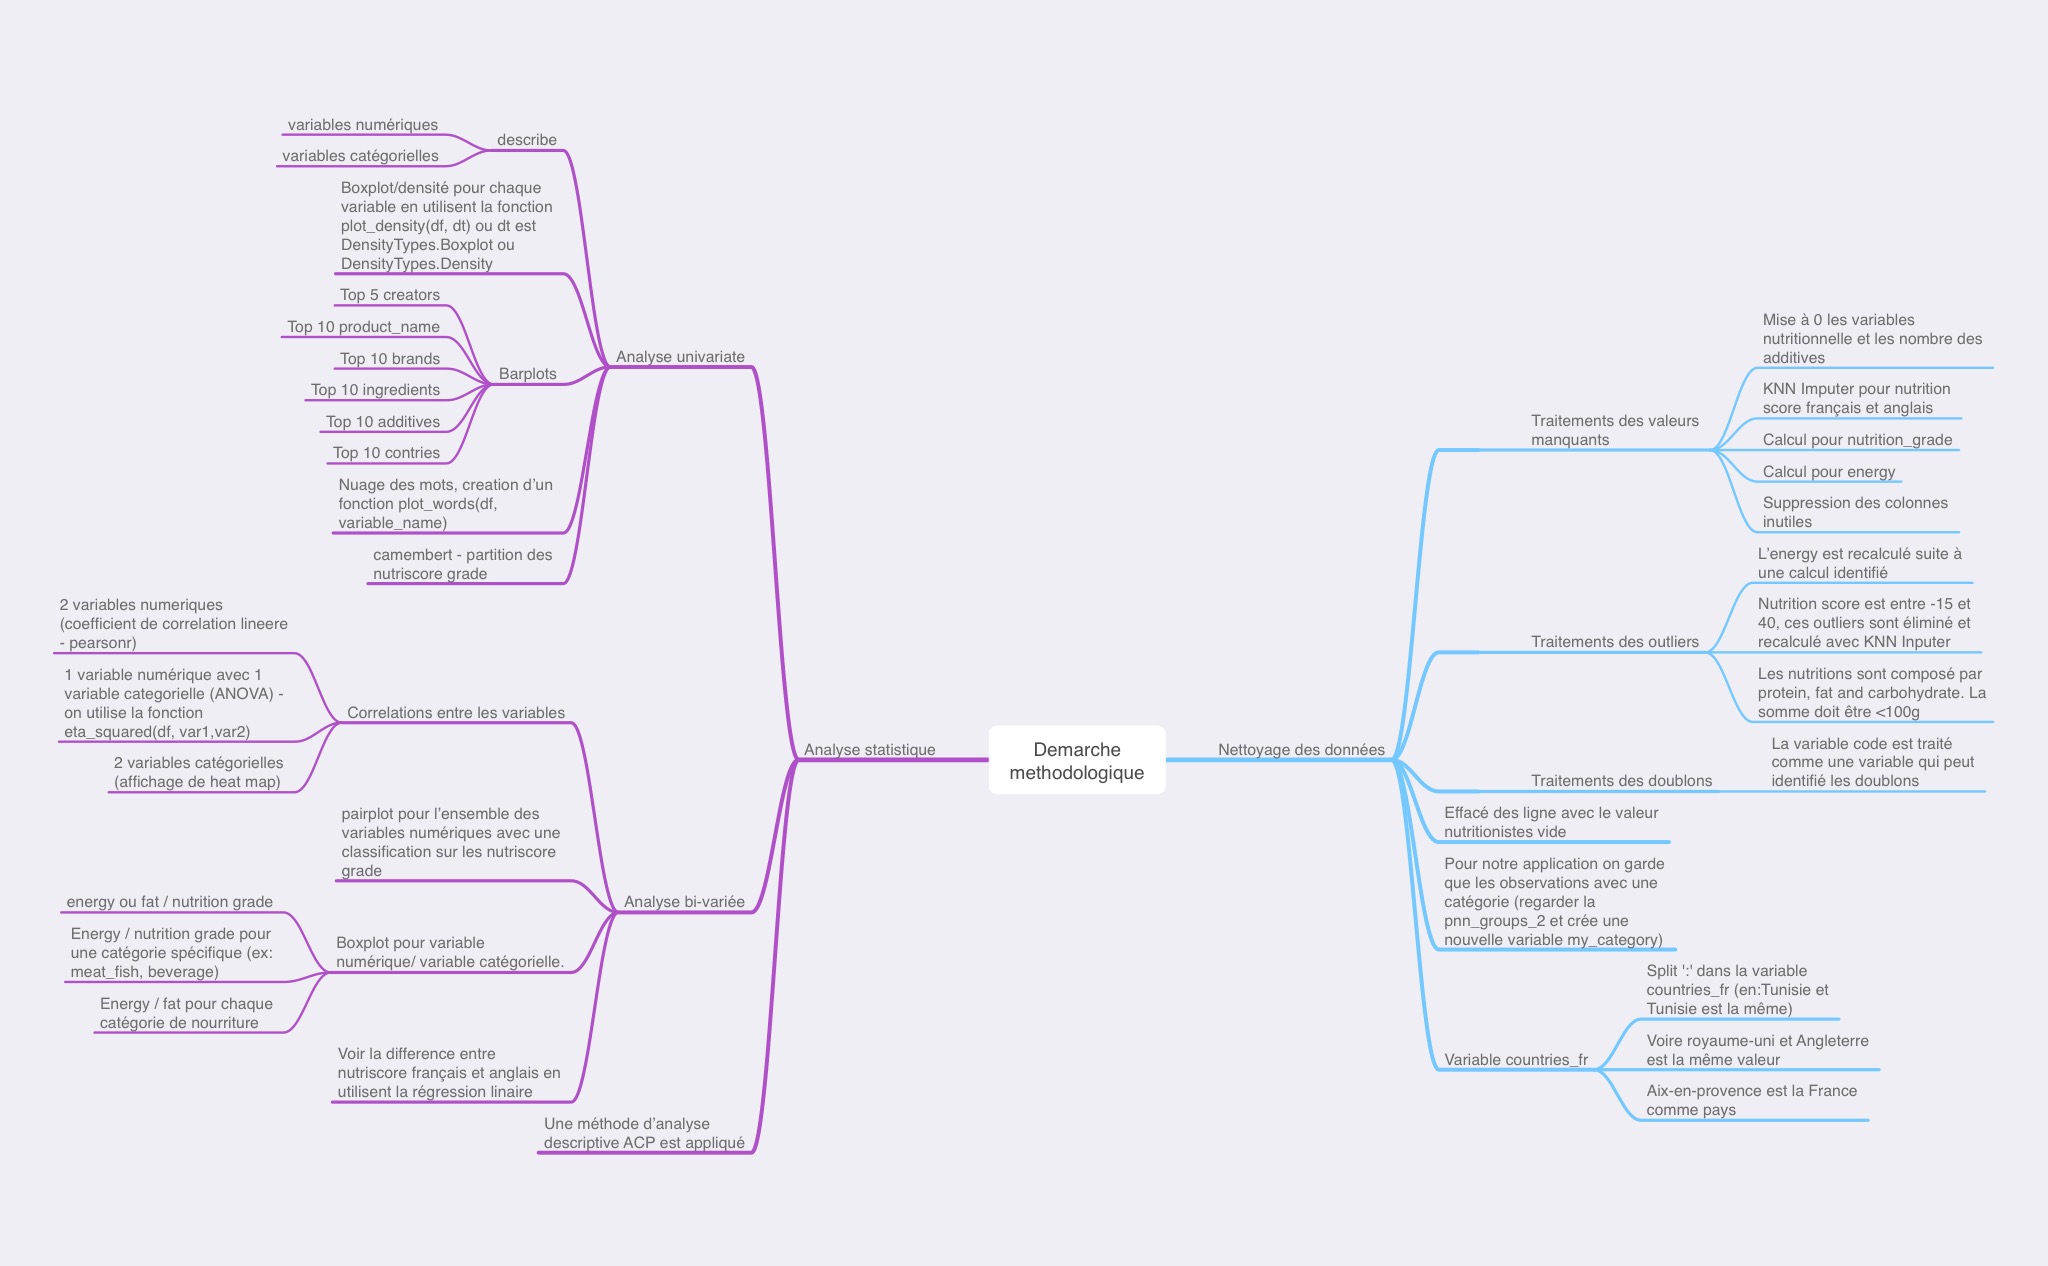 Demarche
methodologique
Analyse statistique
Analyse univariate
describe
variables numériques
variables catégorielles
Boxplot/densité pour chaque
variable en utilisent la fonction
plot_density(df, dt) ou dt est
DensityTypes.Boxplot ou
DensityTypes.Density
Barplots
Top 5 creators
Top 10 product_name
Top 10 brands
Top 10 ingredients
Top 10 additives
Top 10 contries
Nuage des mots, creation d’un
fonction plot_words(df,
variable_name)
camembert - partition des
nutriscore grade
Analyse bi-variée
Correlations entre les variables
2 variables numeriques
(coefficient de correlation lineere
- pearsonr)
1 variable numérique avec 1
variable categorielle (ANOVA) -
on utilise la fonction
eta_squared(df, var1,var2)
2 variables catégorielles
(affichage de heat map)
pairplot pour l’ensemble des
variables numériques avec une
classification sur les nutriscore
grade
Boxplot pour variable
numérique/ variable catégorielle.
energy ou fat / nutrition grade
Energy / nutrition grade pour
une catégorie spécifique (ex:
meat_fish, beverage)
Energy / fat pour chaque
catégorie de nourriture
Voir la difference entre
nutriscore français et anglais en
utilisent la régression linaire
Une méthode d’analyse
descriptive ACP est appliqué
Nettoyage des données
Traitements des valeurs
manquants
Mise à 0 les variables
nutritionnelle et les nombre des
additives
KNN Imputer pour nutrition
score français et anglais
Calcul pour nutrition_grade
Calcul pour energy
Suppression des colonnes
inutiles
Traitements des outliers
L’energy est recalculé suite à
une calcul identifié
Nutrition score est entre -15 et
40, ces outliers sont éliminé et
recalculé avec KNN Inputer
Les nutritions sont composé par
protein, fat and carbohydrate. La
somme doit être <100g
Traitements des doublons
La variable code est traité
comme une variable qui peut
identifié les doublons
Effacé des ligne avec le valeur
nutritionistes vide
Pour notre application on garde
que les observations avec une
catégorie (regarder la
pnn_groups_2 et crée une
nouvelle variable my_category)
Variable countries_fr
Split ':' dans la variable
countries_fr (en:Tunisie et
Tunisie est la même)
Voire royaume-uni et Angleterre
est la même valeur
Aix-en-provence est la France
comme pays